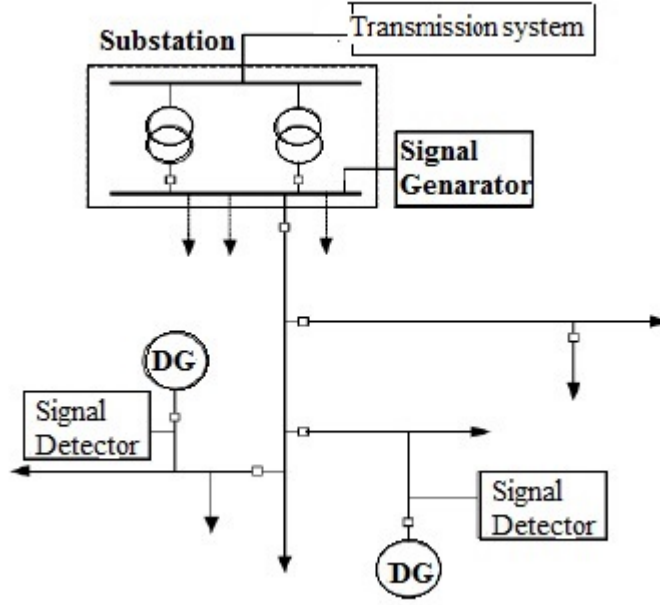 Transmission system
Substation
Signal
Genarator
DG
Signal
Detector
Signal
Detector
DG